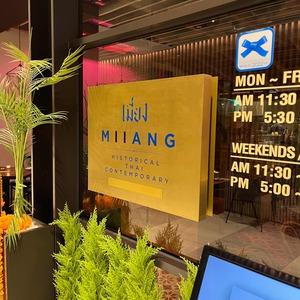 เมี่ยง
MIIANG
HISTORICAL
THAI
CONTEMPORARY
MON ~ FR
AM 11:30
PM 5:30
WEEKENDS
AM 11:30
PM 5:00 ~